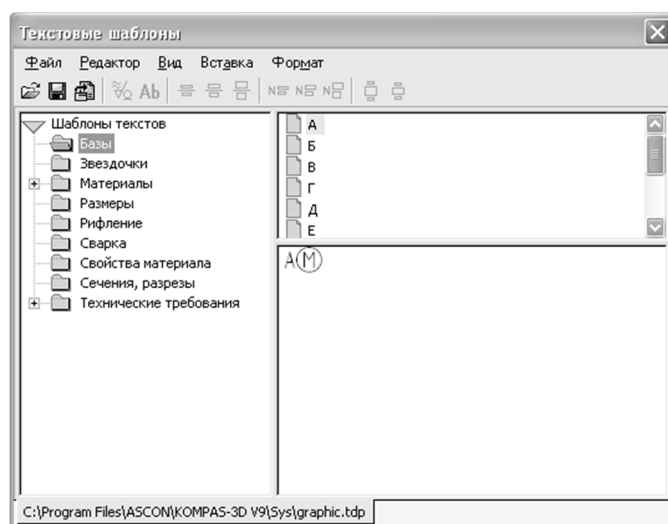 Текстовые шаблоны
Файл Редактор Вид Вставка Формат
Ab N N N
Шаблоны текстов
Базы
Звездочки
Материалы
Размеры
Рифление
Сварка
Свойства материала
Сечения, разрезы
Технические требования
А
Б
В
Г
Д
Е
А(М)
C:\Program Files\ASCON\KOMPAS-3D V9\Sys\graphic.tdp